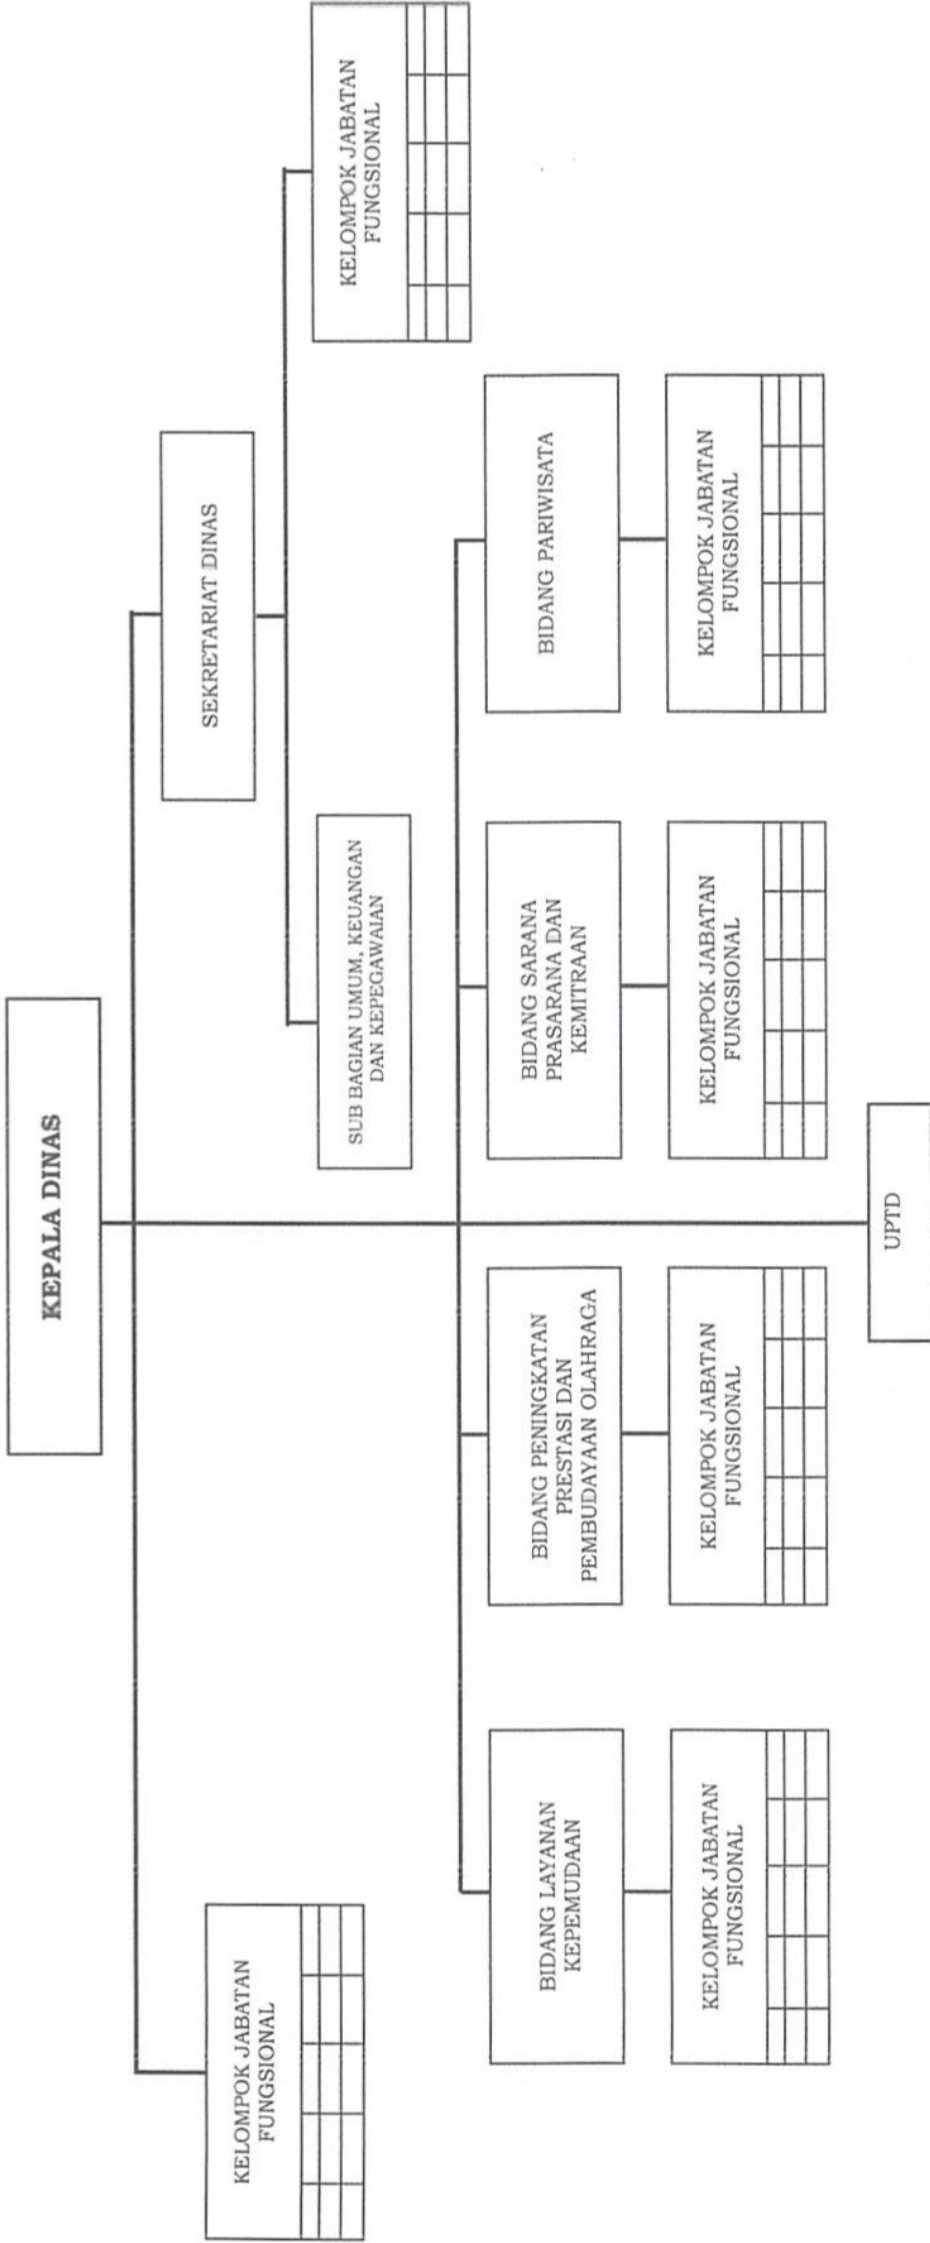 KEPALA DINAS
SEKRETARIAT DINAS
KELOMPOK JABATAN
FUNGSIONAL
SUB BAGIAN UMUM, KEUANGAN
DAN KEPEGAWAIAN
KELOMPOK JABATAN
FUNGSIONAL
BIDANG LAYANAN
KEPEMUDAAN
BIDANG PENINGKATAN
PRESTASI DAN
PEMBUDAYAAN OLAHRAGA
BIDANG SARANA
PRASARANA DAN
KEMITRAAN
BIDANG PARIWISATA
KELOMPOK JABATAN
FUNGSIONAL
KELOMPOK JABATAN
FUNGSIONAL
KELOMPOK JABATAN
FUNGSIONAL
KELOMPOK JABATAN
FUNGSIONAL
UPTD